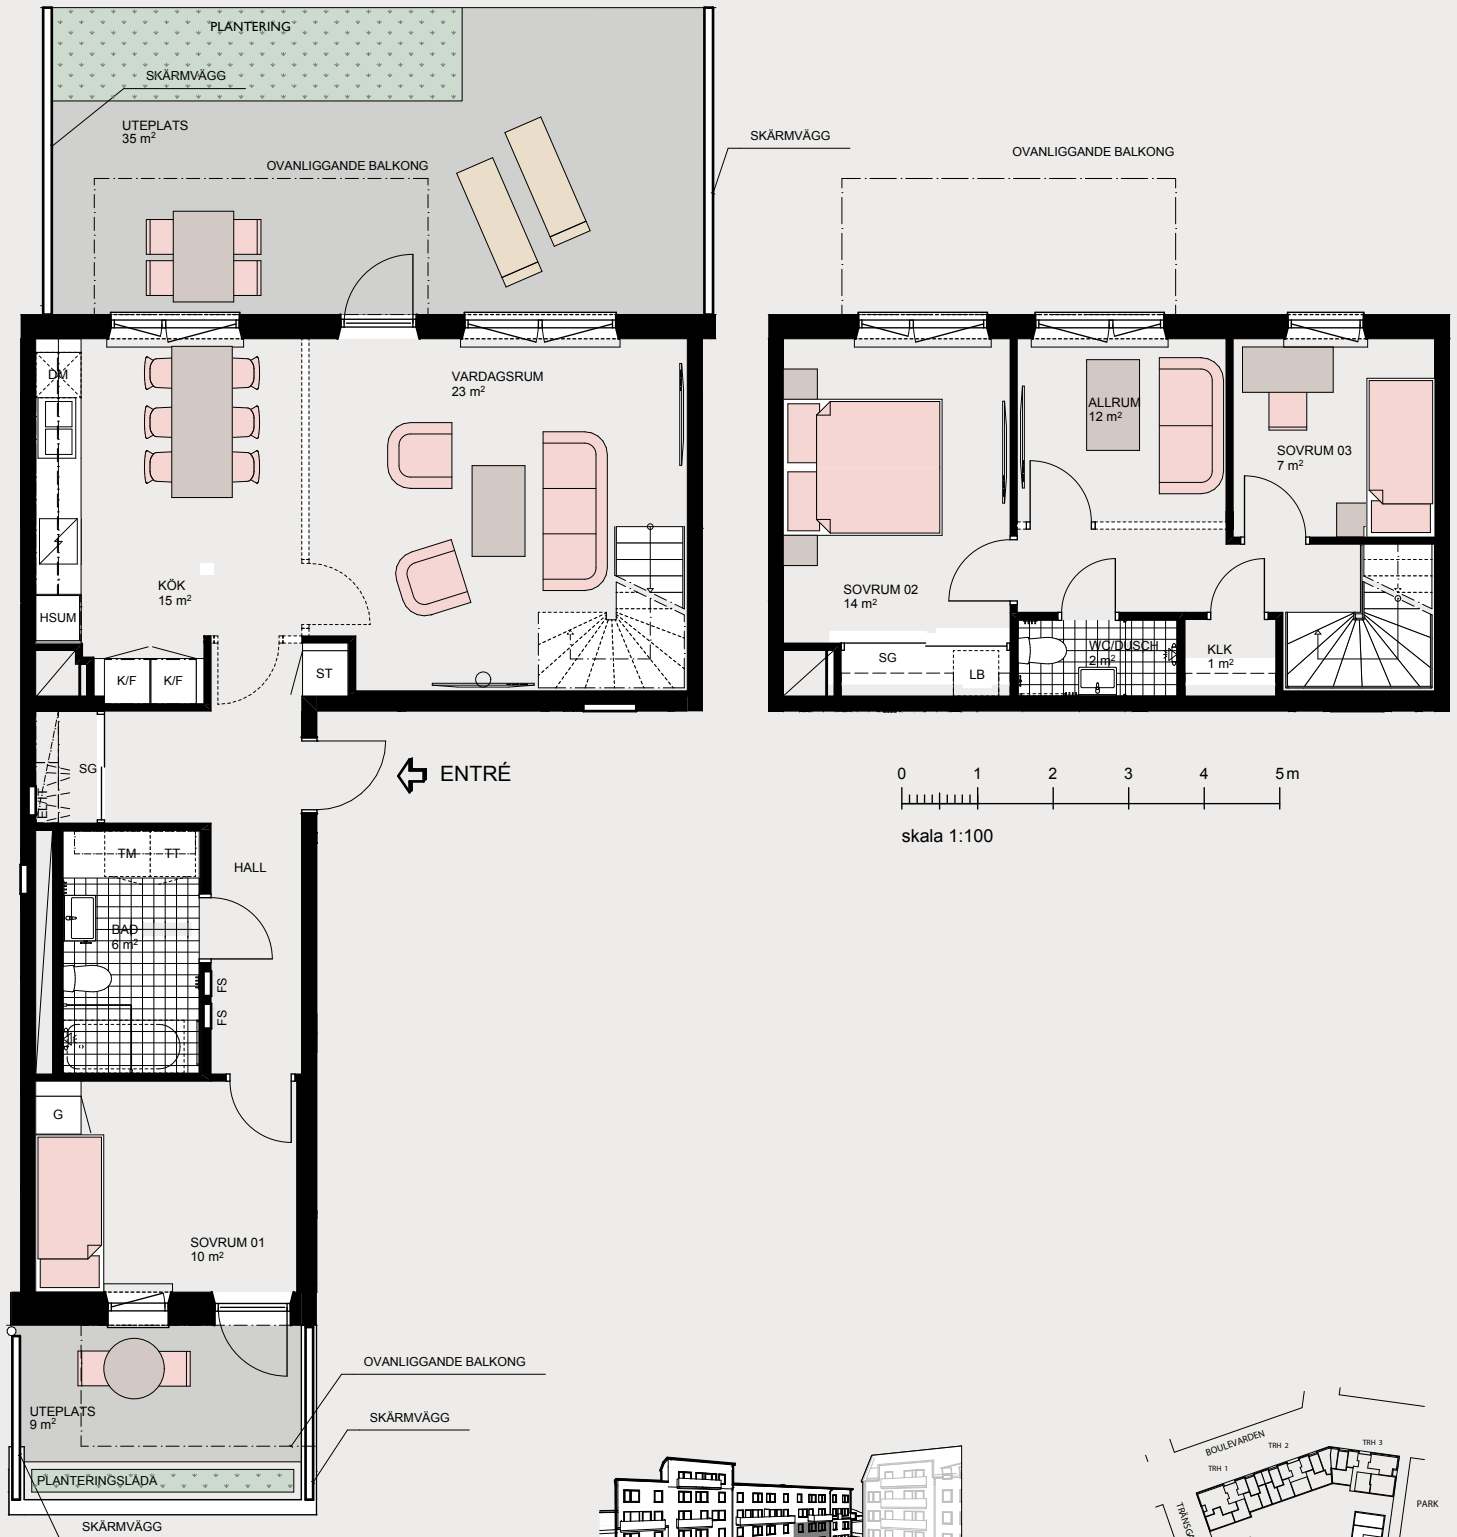 PLANTERING
SKÄRMVÄGG
UTEPLATS
35 m²
OVANLIGGANDE BALKONG
SKÄRMVÄGG
OVANLIGGANDE BALKONG
DM
VARDAGSRUM
23 m²
KÖK
15 m²
HSUM
K/F
K/F
ST
ALLRUM
12 m²
SOVRUM 03
7 m²
SOVRUM 02
14 m²
SG
LB
WC/DUSCH
2 m²
KLK
1 m²
SG
ENTRÉ
0 1 2 3 4 5 m
skala 1:100
TM
TT
HALL
BAD
6 m²
FS
FS
G
SOVRUM 01
10 m²
OVANLIGGANDE BALKONG
UTEPLATS
9 m²
SKÄRMVÄGG
PLANTERINGSLÅDA
SKÄRMVÄGG
BOULEVARDEN
TRH 1
TRH 2
TRH 3
PARK